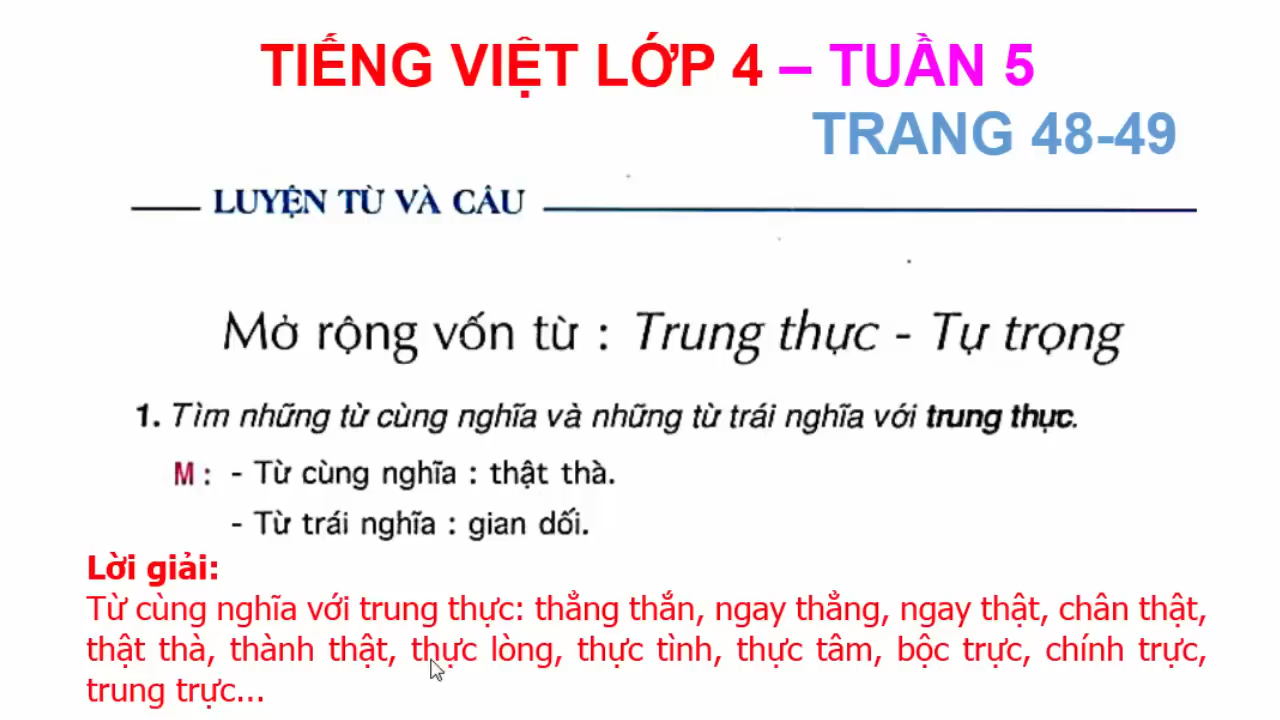 TIẾNG VIỆT LỚP 4 – TUẦN 5
TRANG 48-49
LUYỆN TỪ VÀ CÂU
Mở rộng vốn từ : Trung thực - Tự trọng
1. Tìm những từ cùng nghĩa và những từ trái nghĩa với trung thực.
M : - Từ cùng nghĩa : thật thà.
- Từ trái nghĩa : gian dối.
Lời giải:
Từ cùng nghĩa với trung thực: thẳng thắn, ngay thẳng, ngay thật, chân thật,
thật thà, thành thật, thực lòng, thực tình, thực tâm, bộc trực, chính trực,
trung trực...